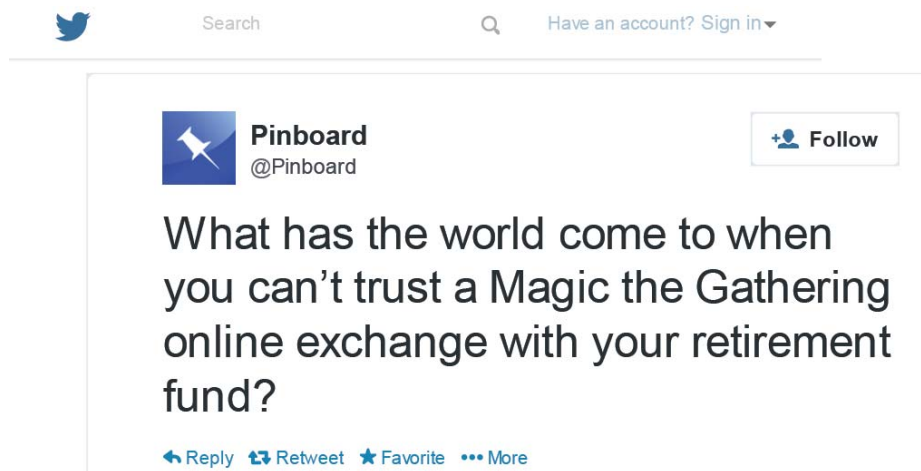 Search
Have an account? Sign in
Pinboard
@Pinboard
Follow
What has the world come to when
you can’t trust a Magic the Gathering
online exchange with your retirement
fund?
Reply Retweet Favorite ••• More